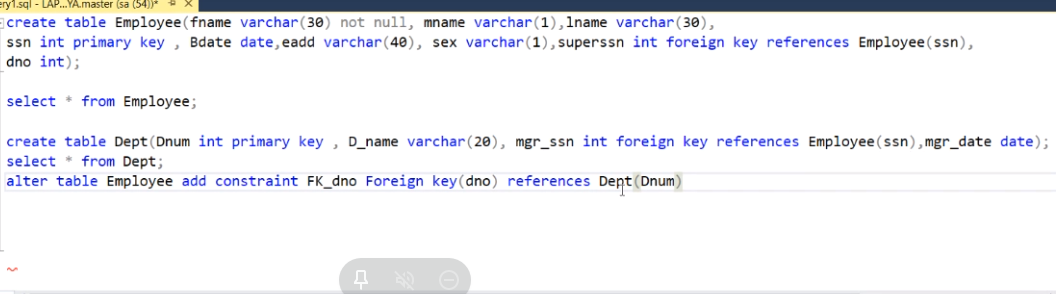 ry1.sql - LAP...YA.master (sa (54))*
create table Employee(fname varchar(30) not null, mname varchar(1),lname varchar(30),
ssn int primary key , Bdate date,eadd varchar(40), sex varchar(1),superssn int foreign key references Employee(ssn),
dno int);
select * from Employee;
create table Dept(Dnum int primary key , D_name varchar(20), mgr_ssn int foreign key references Employee(ssn),mgr_date date);
select * from Dept;
alter table Employee add constraint FK_dno Foreign key(dno) references Dept(Dnum)